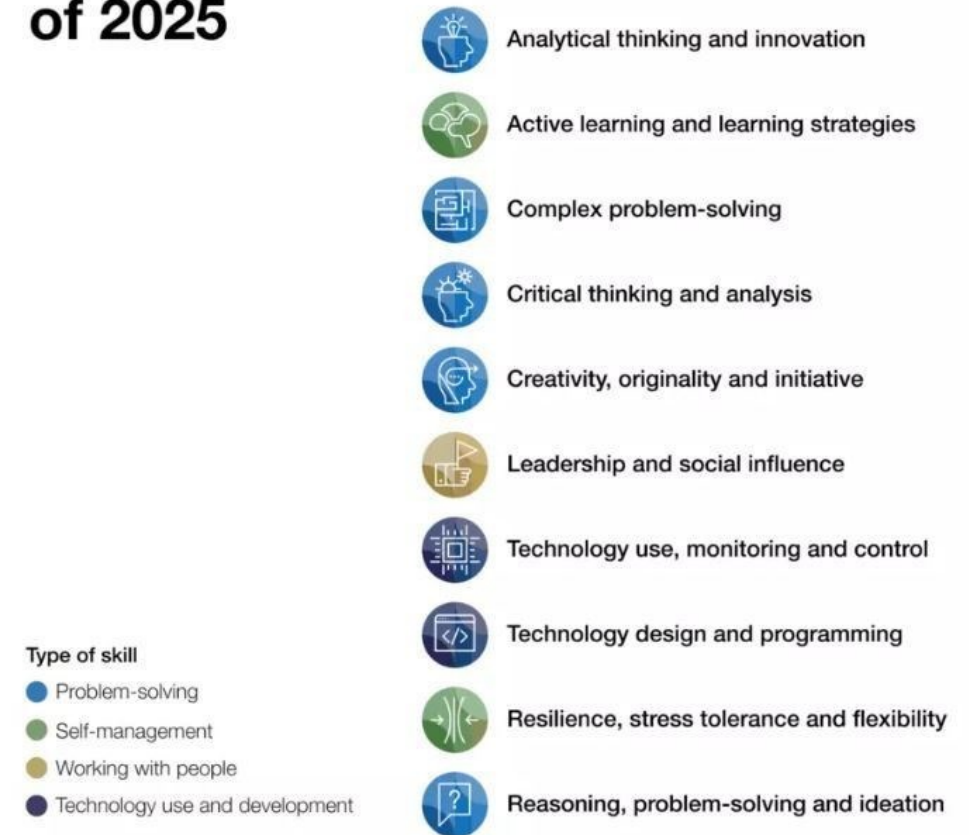 of 2025
Analytical thinking and innovation
Active learning and learning strategies
Complex problem-solving
Critical thinking and analysis
Creativity, originality and initiative
Leadership and social influence
Technology use, monitoring and control
Technology design and programming
Resilience, stress tolerance and flexibility
Reasoning, problem-solving and ideation
Type of skill
Problem-solving
Self-management
Working with people
Technology use and development